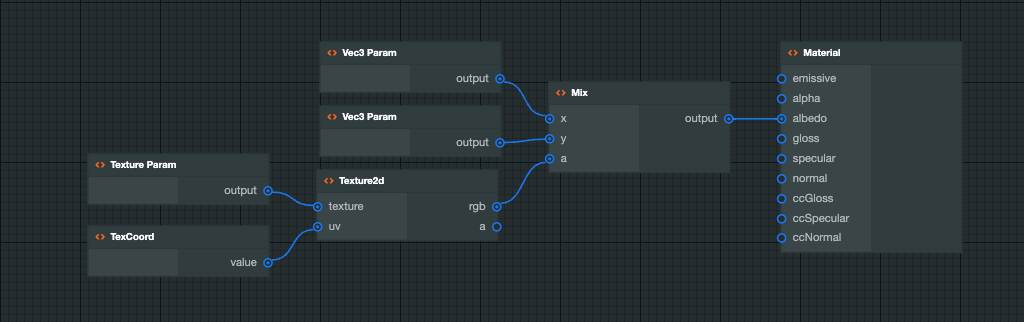 Vec3 Param
output
Vec3 Param
output
Texture Param
output
TexCoord
value
Texture2d
texture rgb
uv a
Mix
x output
y
a
Material
emissive
alpha
albedo
gloss
specular
normal
ccGloss
ccSpecular
ccNormal